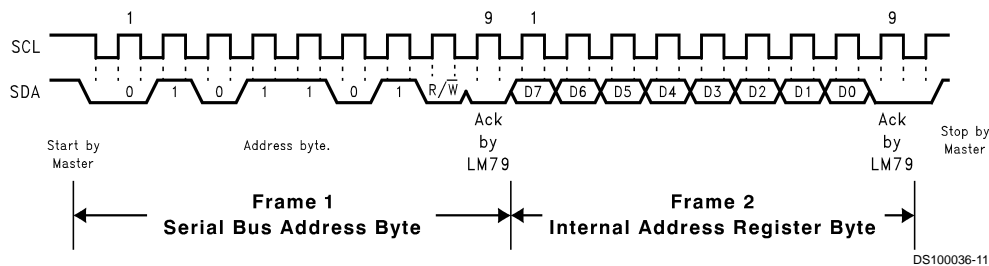 1 9 1 9
SCL
SDA 0 1 0 1 1 0 1 R/W̅ D7 D6 D5 D4 D3 D2 D1 D0
Start by
Master
Address byte.
Ack
by
LM79
Ack
by
LM79
Stop by
Master
Frame 1
Serial Bus Address Byte
Frame 2
Internal Address Register Byte
DS100036-11